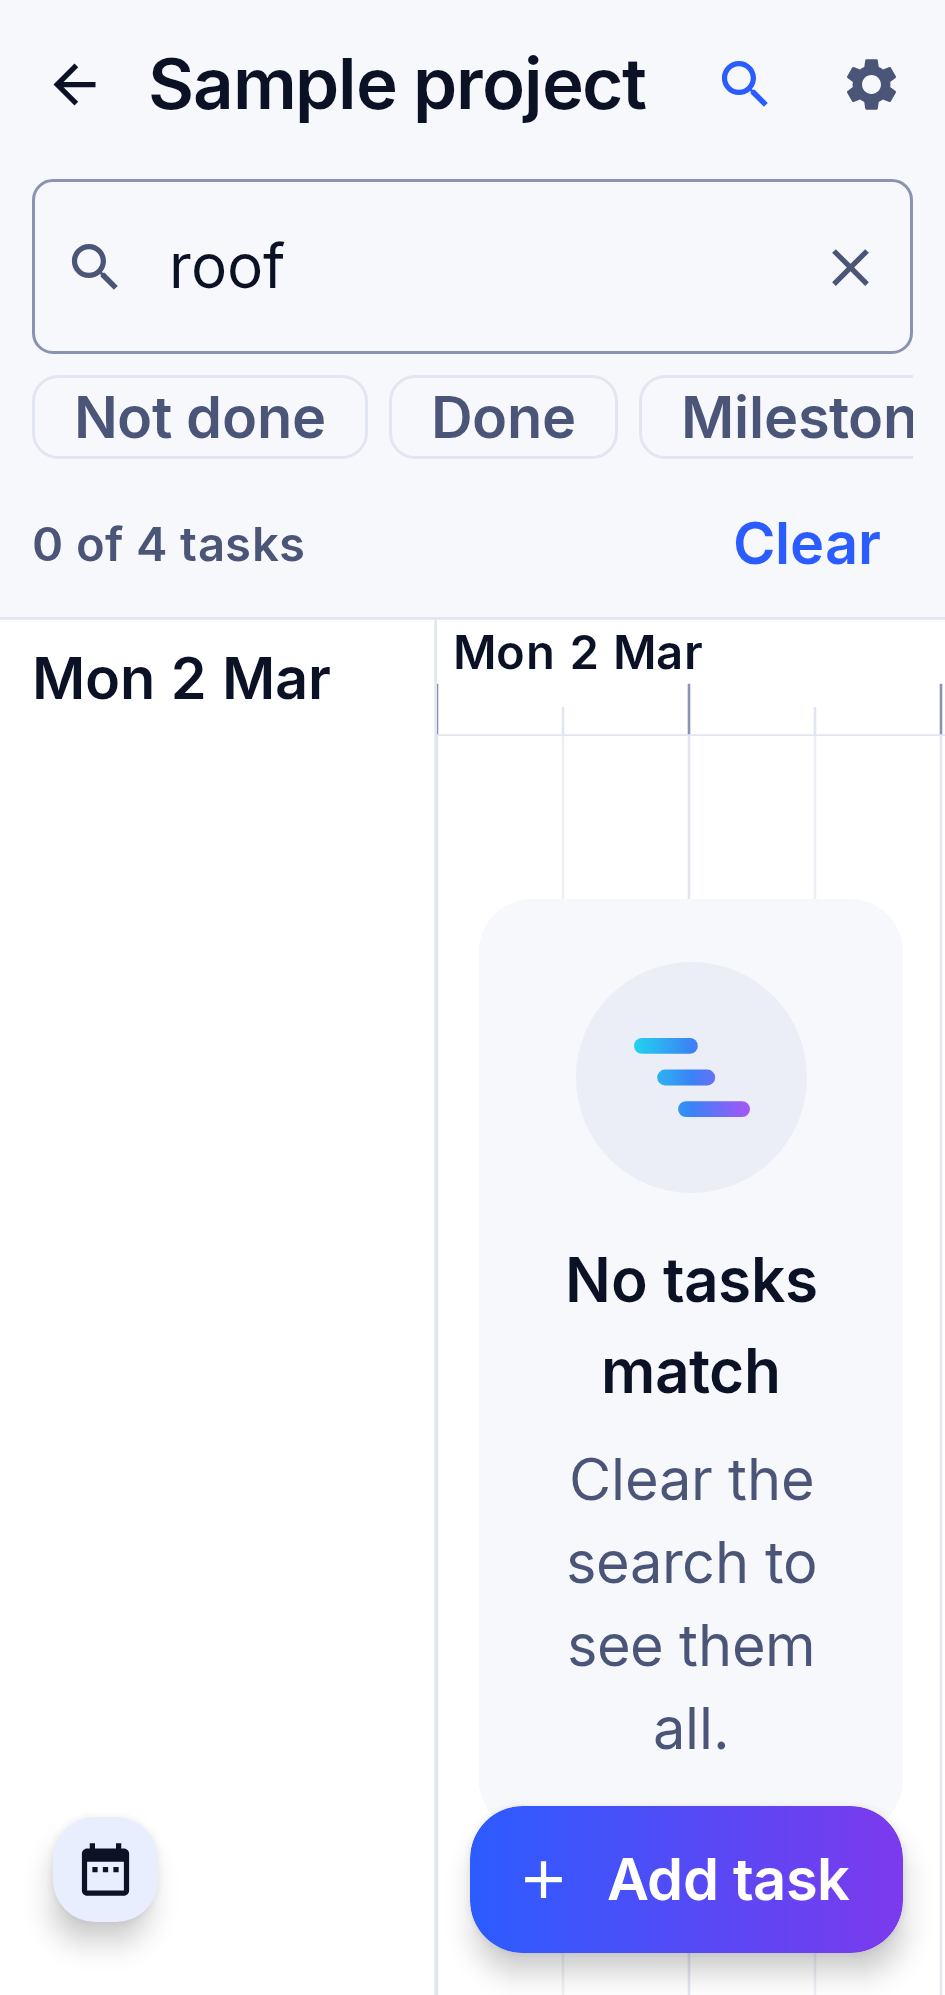 Sample project
roof
Not done
Done
Mileston
0 of 4 tasks
Clear
Mon 2 Mar
Mon 2 Mar
No tasks
match
Clear the
search to
see them
all.
Add task